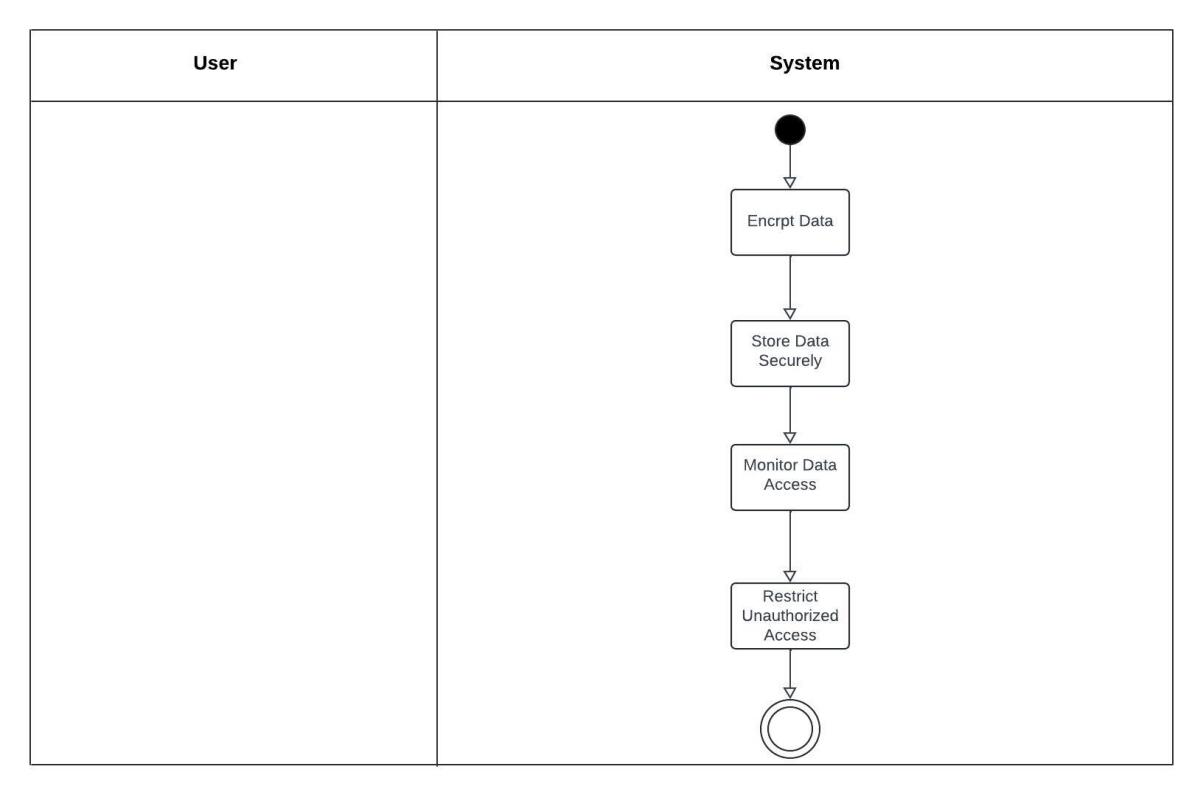 User
System
Encrpt Data
Store Data
Securely
Monitor Data
Access
Restrict
Unauthorized
Access